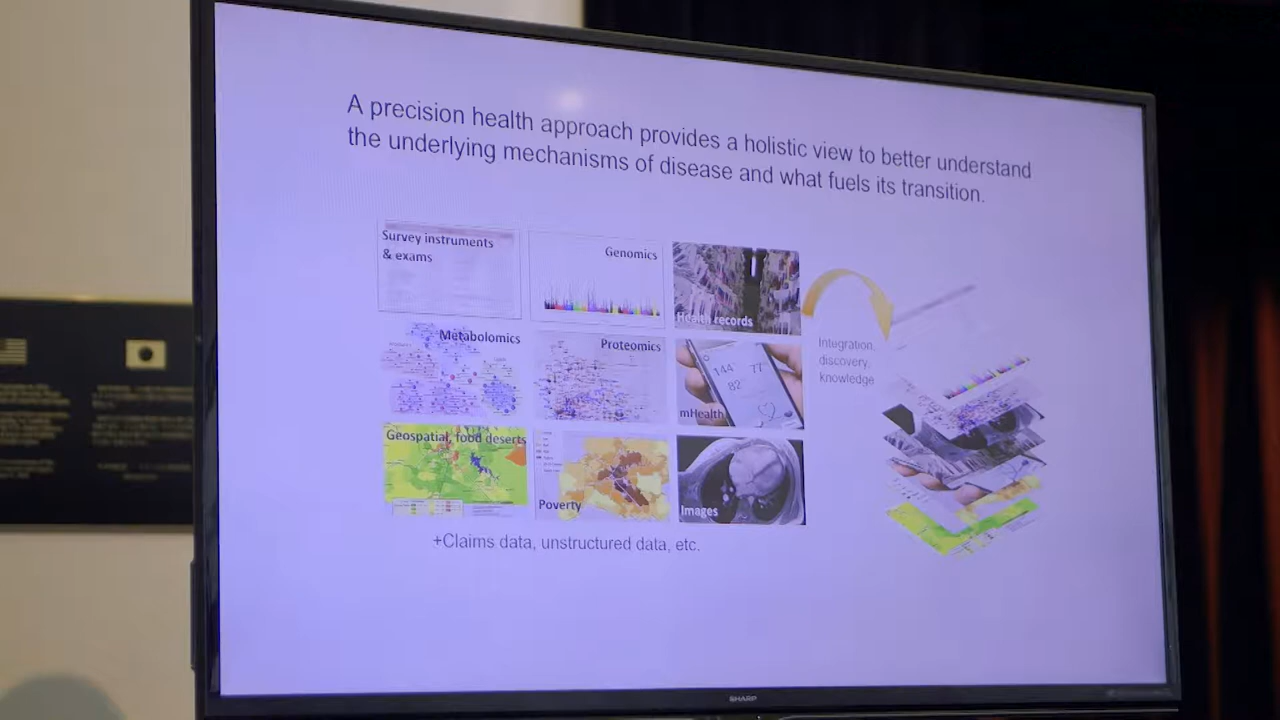 A precision health approach provides a holistic view to better understand
the underlying mechanisms of disease and what fuels its transition.
Survey instruments
& exams
Genomics
Health records
Metabolomics
Proteomics
144
77
82
mHealth
Geospatial, food deserts
Poverty
Images
Integration,
discovery,
knowledge
+Claims data, unstructured data, etc.
SHARP